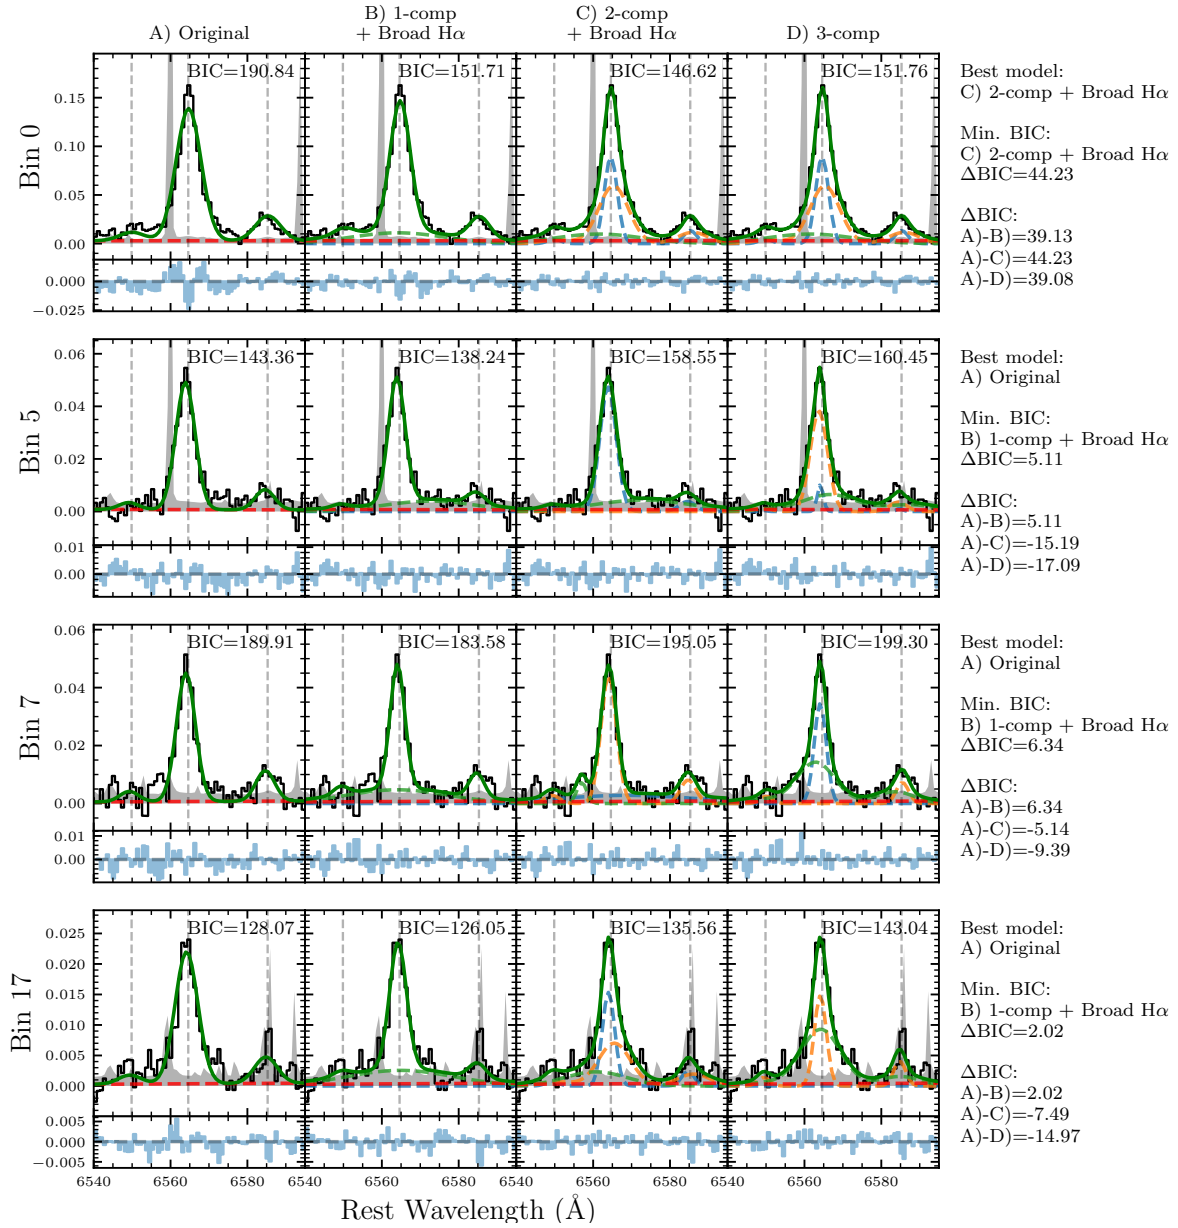 A) Original
B) 1-comp
+ Broad Hα
C) 2-comp
+ Broad Hα
D) 3-comp
Bin 0
0.15
0.10
0.05
0.00
0.000
−0.025
BIC=190.84
BIC=151.71
BIC=146.62
BIC=151.76
Best model:
C) 2-comp + Broad Hα
Min. BIC:
C) 2-comp + Broad Hα
ΔBIC=44.23
ΔBIC:
A)-B)=39.13
A)-C)=44.23
A)-D)=39.08
Bin 5
0.06
0.04
0.02
0.00
0.01
0.00
BIC=143.36
BIC=138.24
BIC=158.55
BIC=160.45
Best model:
A) Original
Min. BIC:
B) 1-comp + Broad Hα
ΔBIC=5.11
ΔBIC:
A)-B)=5.11
A)-C)=-15.19
A)-D)=-17.09
Bin 7
0.06
0.04
0.02
0.00
0.01
0.00
BIC=189.91
BIC=183.58
BIC=195.05
BIC=199.30
Best model:
A) Original
Min. BIC:
B) 1-comp + Broad Hα
ΔBIC=6.34
ΔBIC:
A)-B)=6.34
A)-C)=-5.14
A)-D)=-9.39
Bin 17
0.025
0.020
0.015
0.010
0.005
0.000
0.005
0.000
−0.005
BIC=128.07
BIC=126.05
BIC=135.56
BIC=143.04
Best model:
A) Original
Min. BIC:
B) 1-comp + Broad Hα
ΔBIC=2.02
ΔBIC:
A)-B)=2.02
A)-C)=-7.49
A)-D)=-14.97
6540 6560 6580 6540 6560 6580 6540 6560 6580 6540 6560 6580
Rest Wavelength (Å)